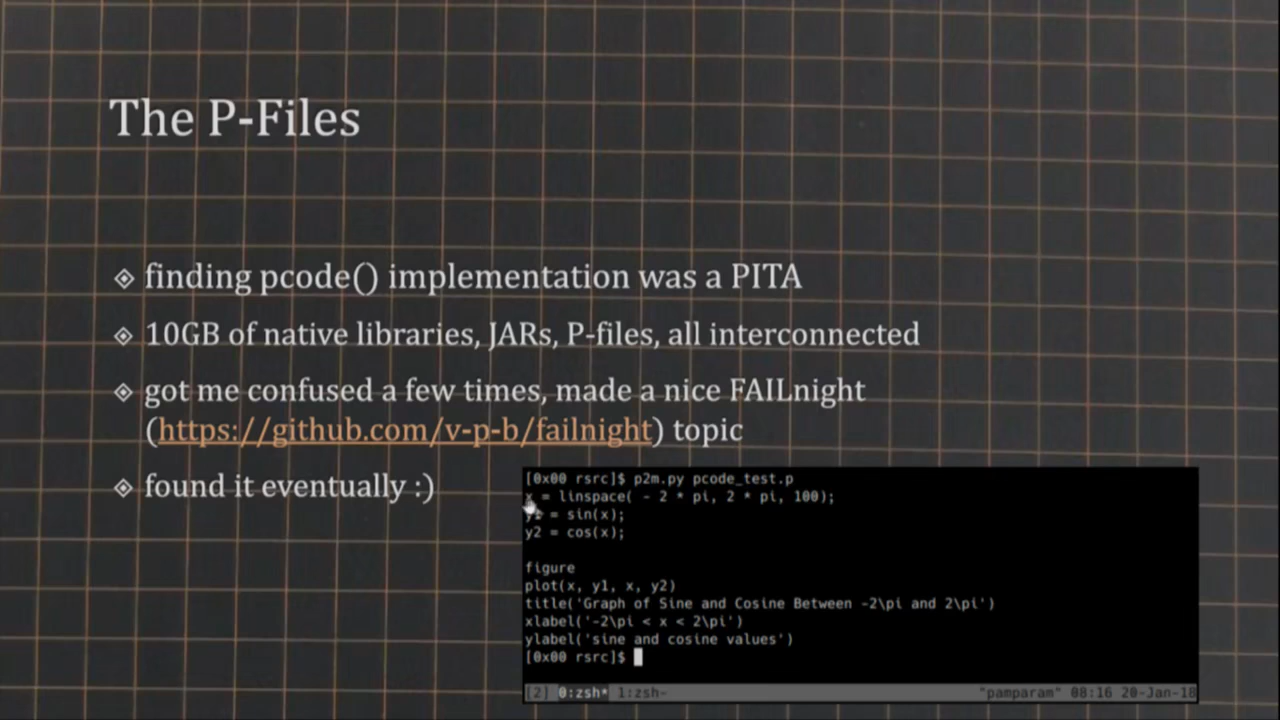 The P-Files
finding pcode() implementation was a PITA
10GB of native libraries, JARs, P-files, all interconnected
got me confused a few times, made a nice FAILnight
(https://github.com/v-p-b/failnight) topic
found it eventually :)
[0x00 rsrc]$ p2m.py pcode_test.p
x = linspace( - 2 * pi, 2 * pi, 100);
y1 = sin(x);
y2 = cos(x);
figure
plot(x, y1, x, y2)
title('Graph of Sine and Cosine Between -2\pi and 2\pi')
xlabel('-2\pi < x < 2\pi')
ylabel('sine and cosine values')
[0x00 rsrc]$
[2] 0:zsh* 1:zsh- "pamparam" 08:16 20-Jan-18